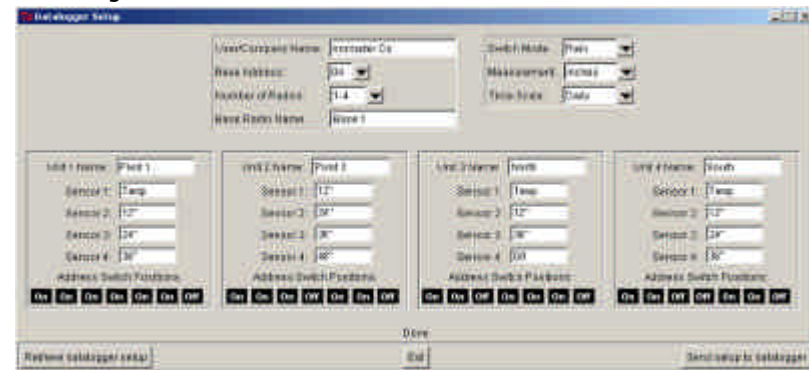 Datalogger Setup
User/Company Name: Irrometer Co Switch Mode: Rain
Base Address: Measurement: Inches
Number of Radios: 1-4 Time Scale: Daily
Base Radio Name: Base 1
Unit 1 Name: Pivot 1 Unit 2 Name: Pivot 2 Unit 3 Name: North Unit 4 Name: South
Sensor 1: Temp Sensor 1: 12" Sensor 1: Temp Sensor 1: Temp
Sensor 2: 12" Sensor 2: 24" Sensor 2: 12" Sensor 2: 12"
Sensor 3: 24" Sensor 3: 36" Sensor 3: 36" Sensor 3: 24"
Sensor 4: 36" Sensor 4: 48" Sensor 4: Off Sensor 4: 36"
Address Switch Positions Address Switch Positions Address Switch Positions Address Switch Positions
On On On On On On Off On On On Off On On Off On On On On Off On Off On On On Off Off On Off
Done
Retrieve datalogger setup Exit Send setup to datalogger